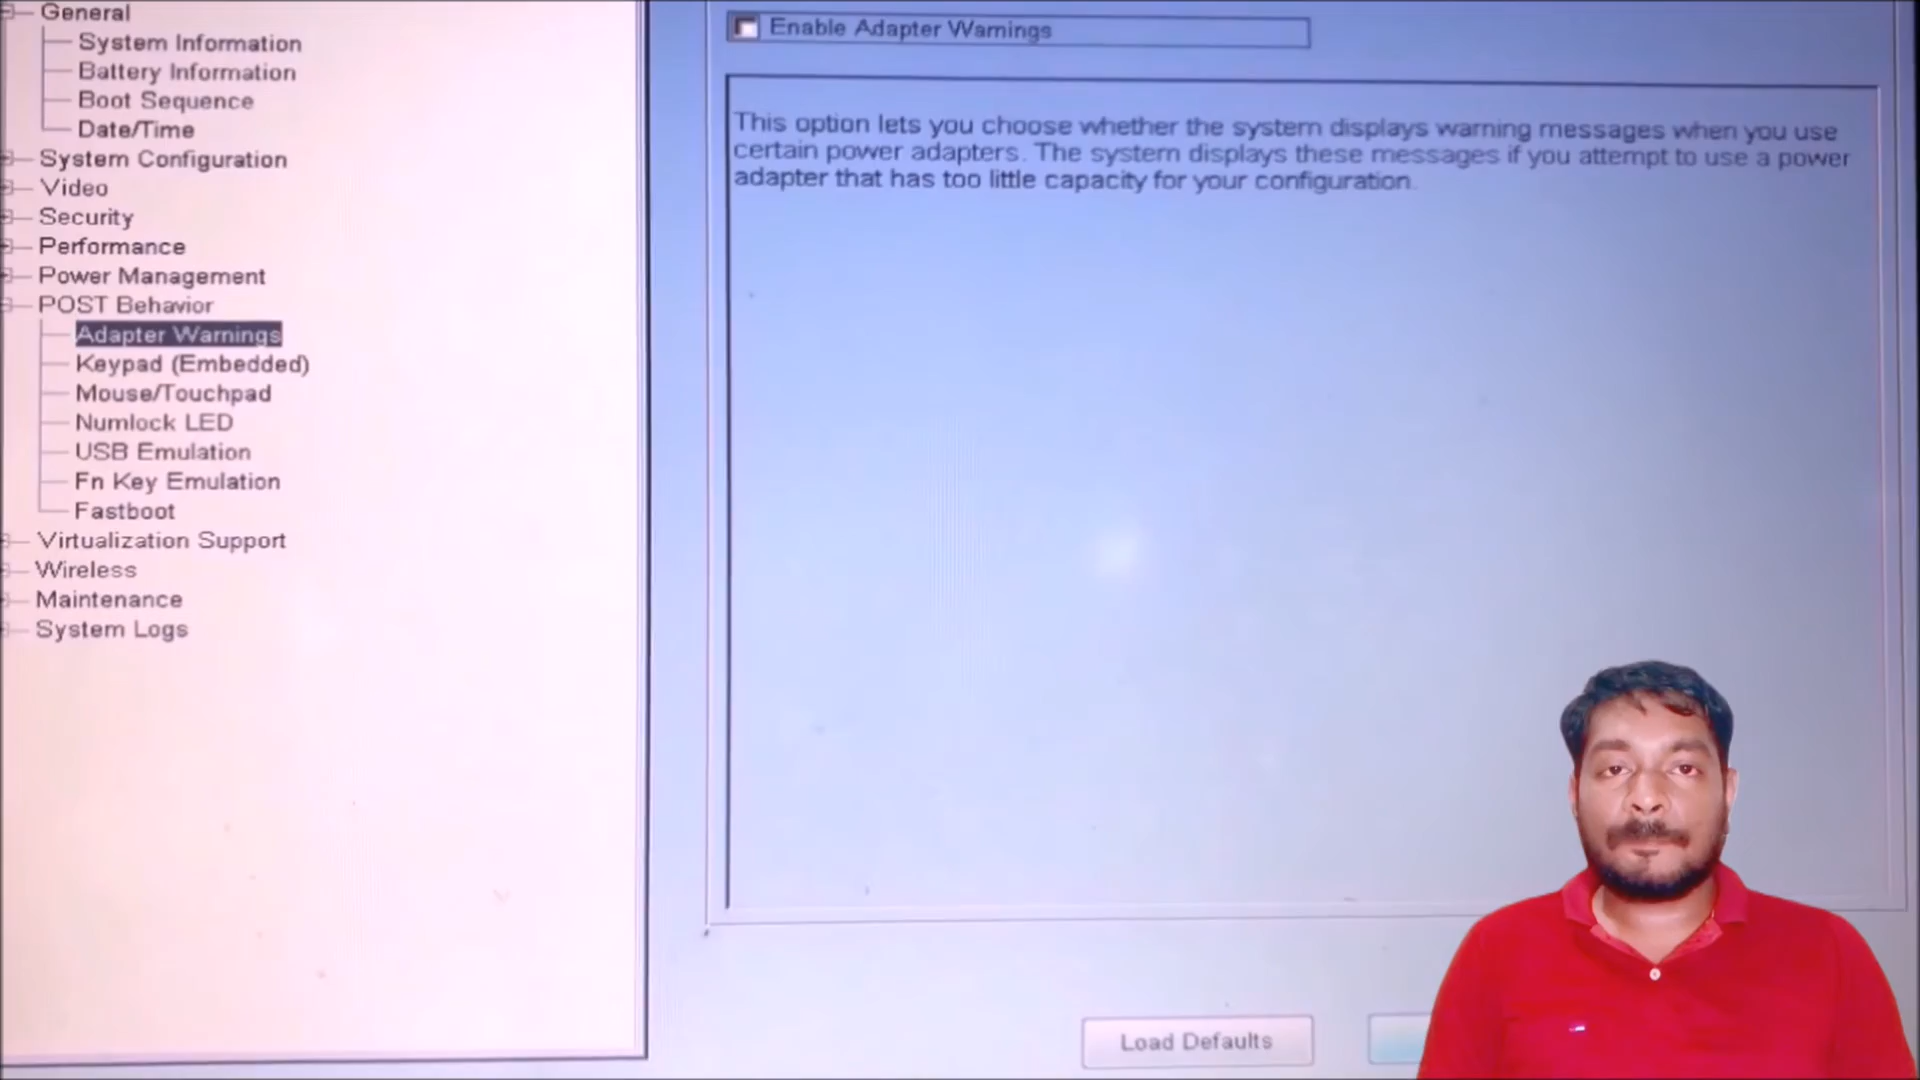 General
System Information
Battery Information
Boot Sequence
Date/Time
System Configuration
Video
Security
Performance
Power Management
POST Behavior
Adapter Warnings
Keypad (Embedded)
Mouse/Touchpad
Numlock LED
USB Emulation
Fn Key Emulation
Fastboot
Virtualization Support
Wireless
Maintenance
System Logs
Enable Adapter Warnings
This option lets you choose whether the system displays warning messages when you use
certain power adapters. The system displays these messages if you attempt to use a power
adapter that has too little capacity for your configuration.
Load Defaults